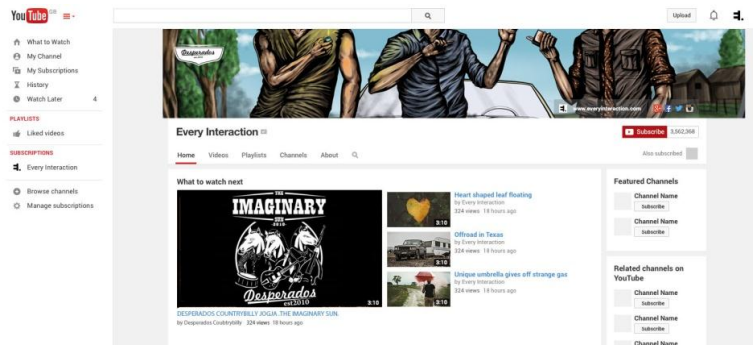 YouTube GB
Upload
What to Watch
My Channel
My Subscriptions
History
Watch Later 4
PLAYLISTS
Liked videos
SUBSCRIPTIONS
Every Interaction
Browse channels
Manage subscriptions
Desperados
www.everyinteraction.com
Every Interaction
Subscribe 3,562,368
Home Videos Playlists Channels About
Also subscribed
What to watch next
THE
IMAGINARY
SUN
-2010-
Desperados
est2010
3:10
DESPERADOS COUNTRYBILLY JOGJA .THE IMAGINARY SUN.
by Desperados Coubtrybilly 324 views 18 hours ago
3:10
Heart shaped leaf floating
by Every Interaction
324 views 18 hours ago
3:10
Offroad in Texas
by Every Interaction
324 views 18 hours ago
3:10
Unique umbrella gives off strange gas
by Every Interaction
324 views 18 hours ago
Featured Channels
Channel Name
Subscribe
Channel Name
Subscribe
Related channels on
YouTube
Channel Name
Subscribe
Channel Name
Subscribe
Channel Name